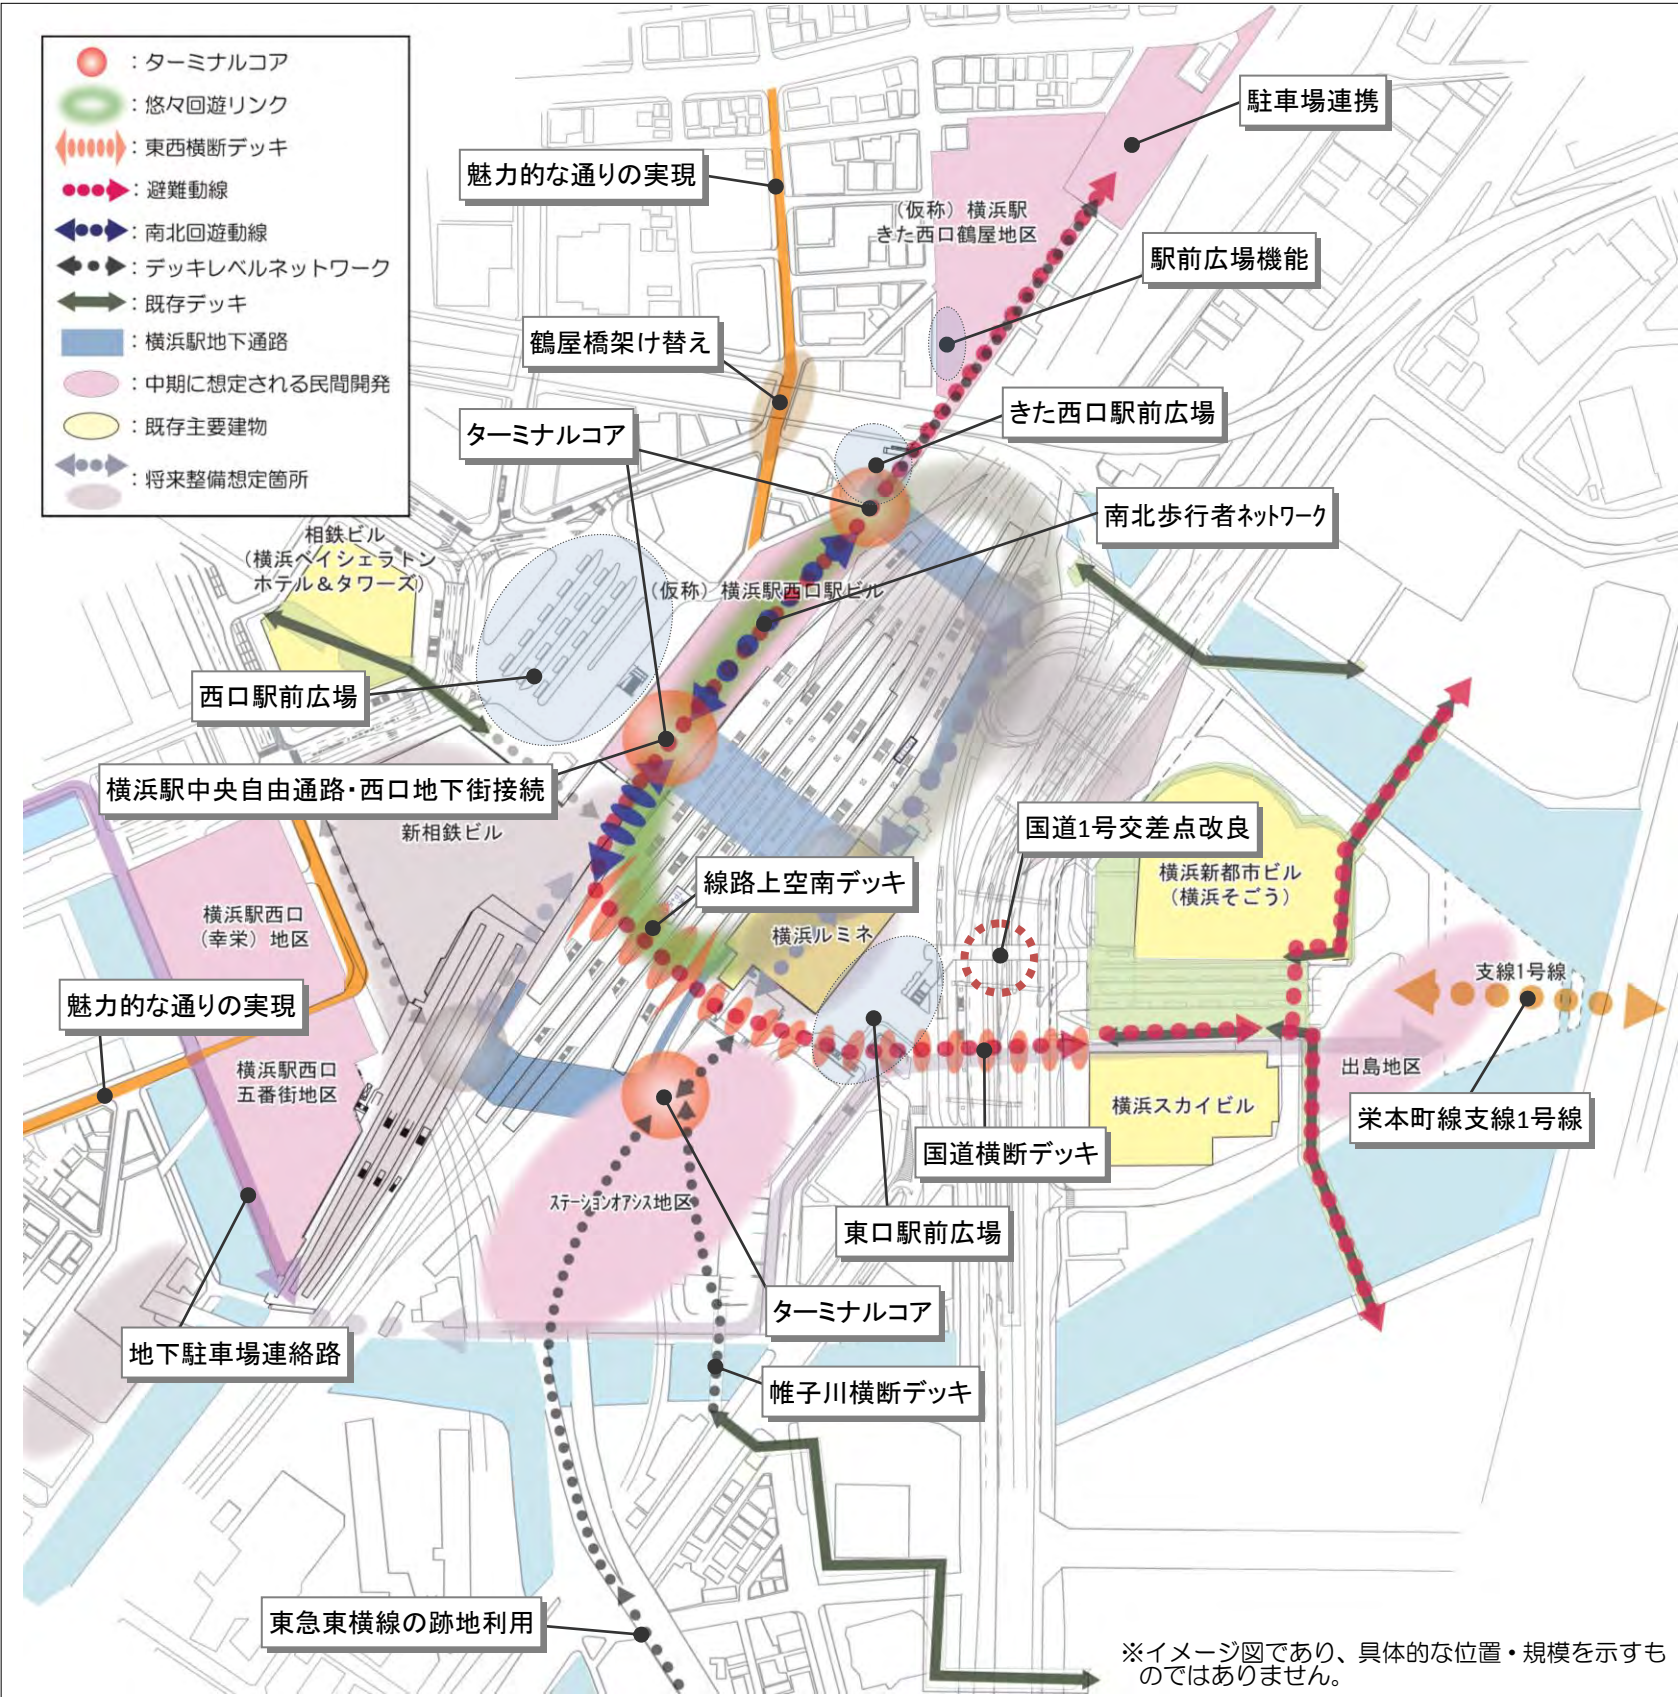 ：ターミナルコア
：悠々回遊リンク
：東西横断デッキ
：避難動線
：南北回遊動線
：デッキレベルネットワーク
：既存デッキ
：横浜駅地下通路
：中期に想定される民間開発
：既存主要建物
：将来整備想定箇所
駐車場連携
魅力的な通りの実現
（仮称）横浜駅
きた西口鶴屋地区
駅前広場機能
鶴屋橋架け替え
きた西口駅前広場
ターミナルコア
南北歩行者ネットワーク
相鉄ビル
（横浜ベイシェラトン
ホテル＆タワーズ）
（仮称）横浜駅西口駅ビル
西口駅前広場
横浜駅中央自由通路・西口地下街接続
新相鉄ビル
国道1号交差点改良
線路上空南デッキ
横浜新都市ビル
（横浜そごう）
横浜駅西口
（幸栄）地区
横浜ルミネ
支線1号線
魅力的な通りの実現
横浜駅西口
五番街地区
出島地区
横浜スカイビル
栄本町線支線1号線
国道横断デッキ
ステーションオアシス地区
東口駅前広場
ターミナルコア
地下駐車場連絡路
帷子川横断デッキ
東急東横線の跡地利用
※イメージ図であり、具体的な位置・規模を示すも
のではありません。